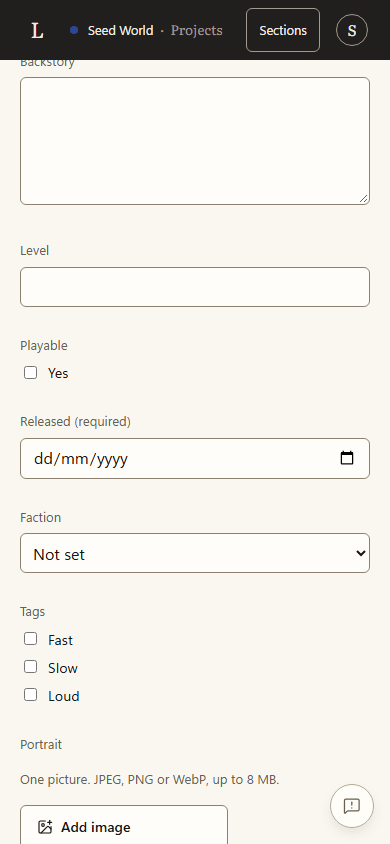 L
Seed World · Projects
Sections
S
Backstory
Level
Playable
Yes
Released (required)
dd/mm/yyyy
Faction
Not set
Tags
Fast
Slow
Loud
Portrait
One picture. JPEG, PNG or WebP, up to 8 MB.
Add image